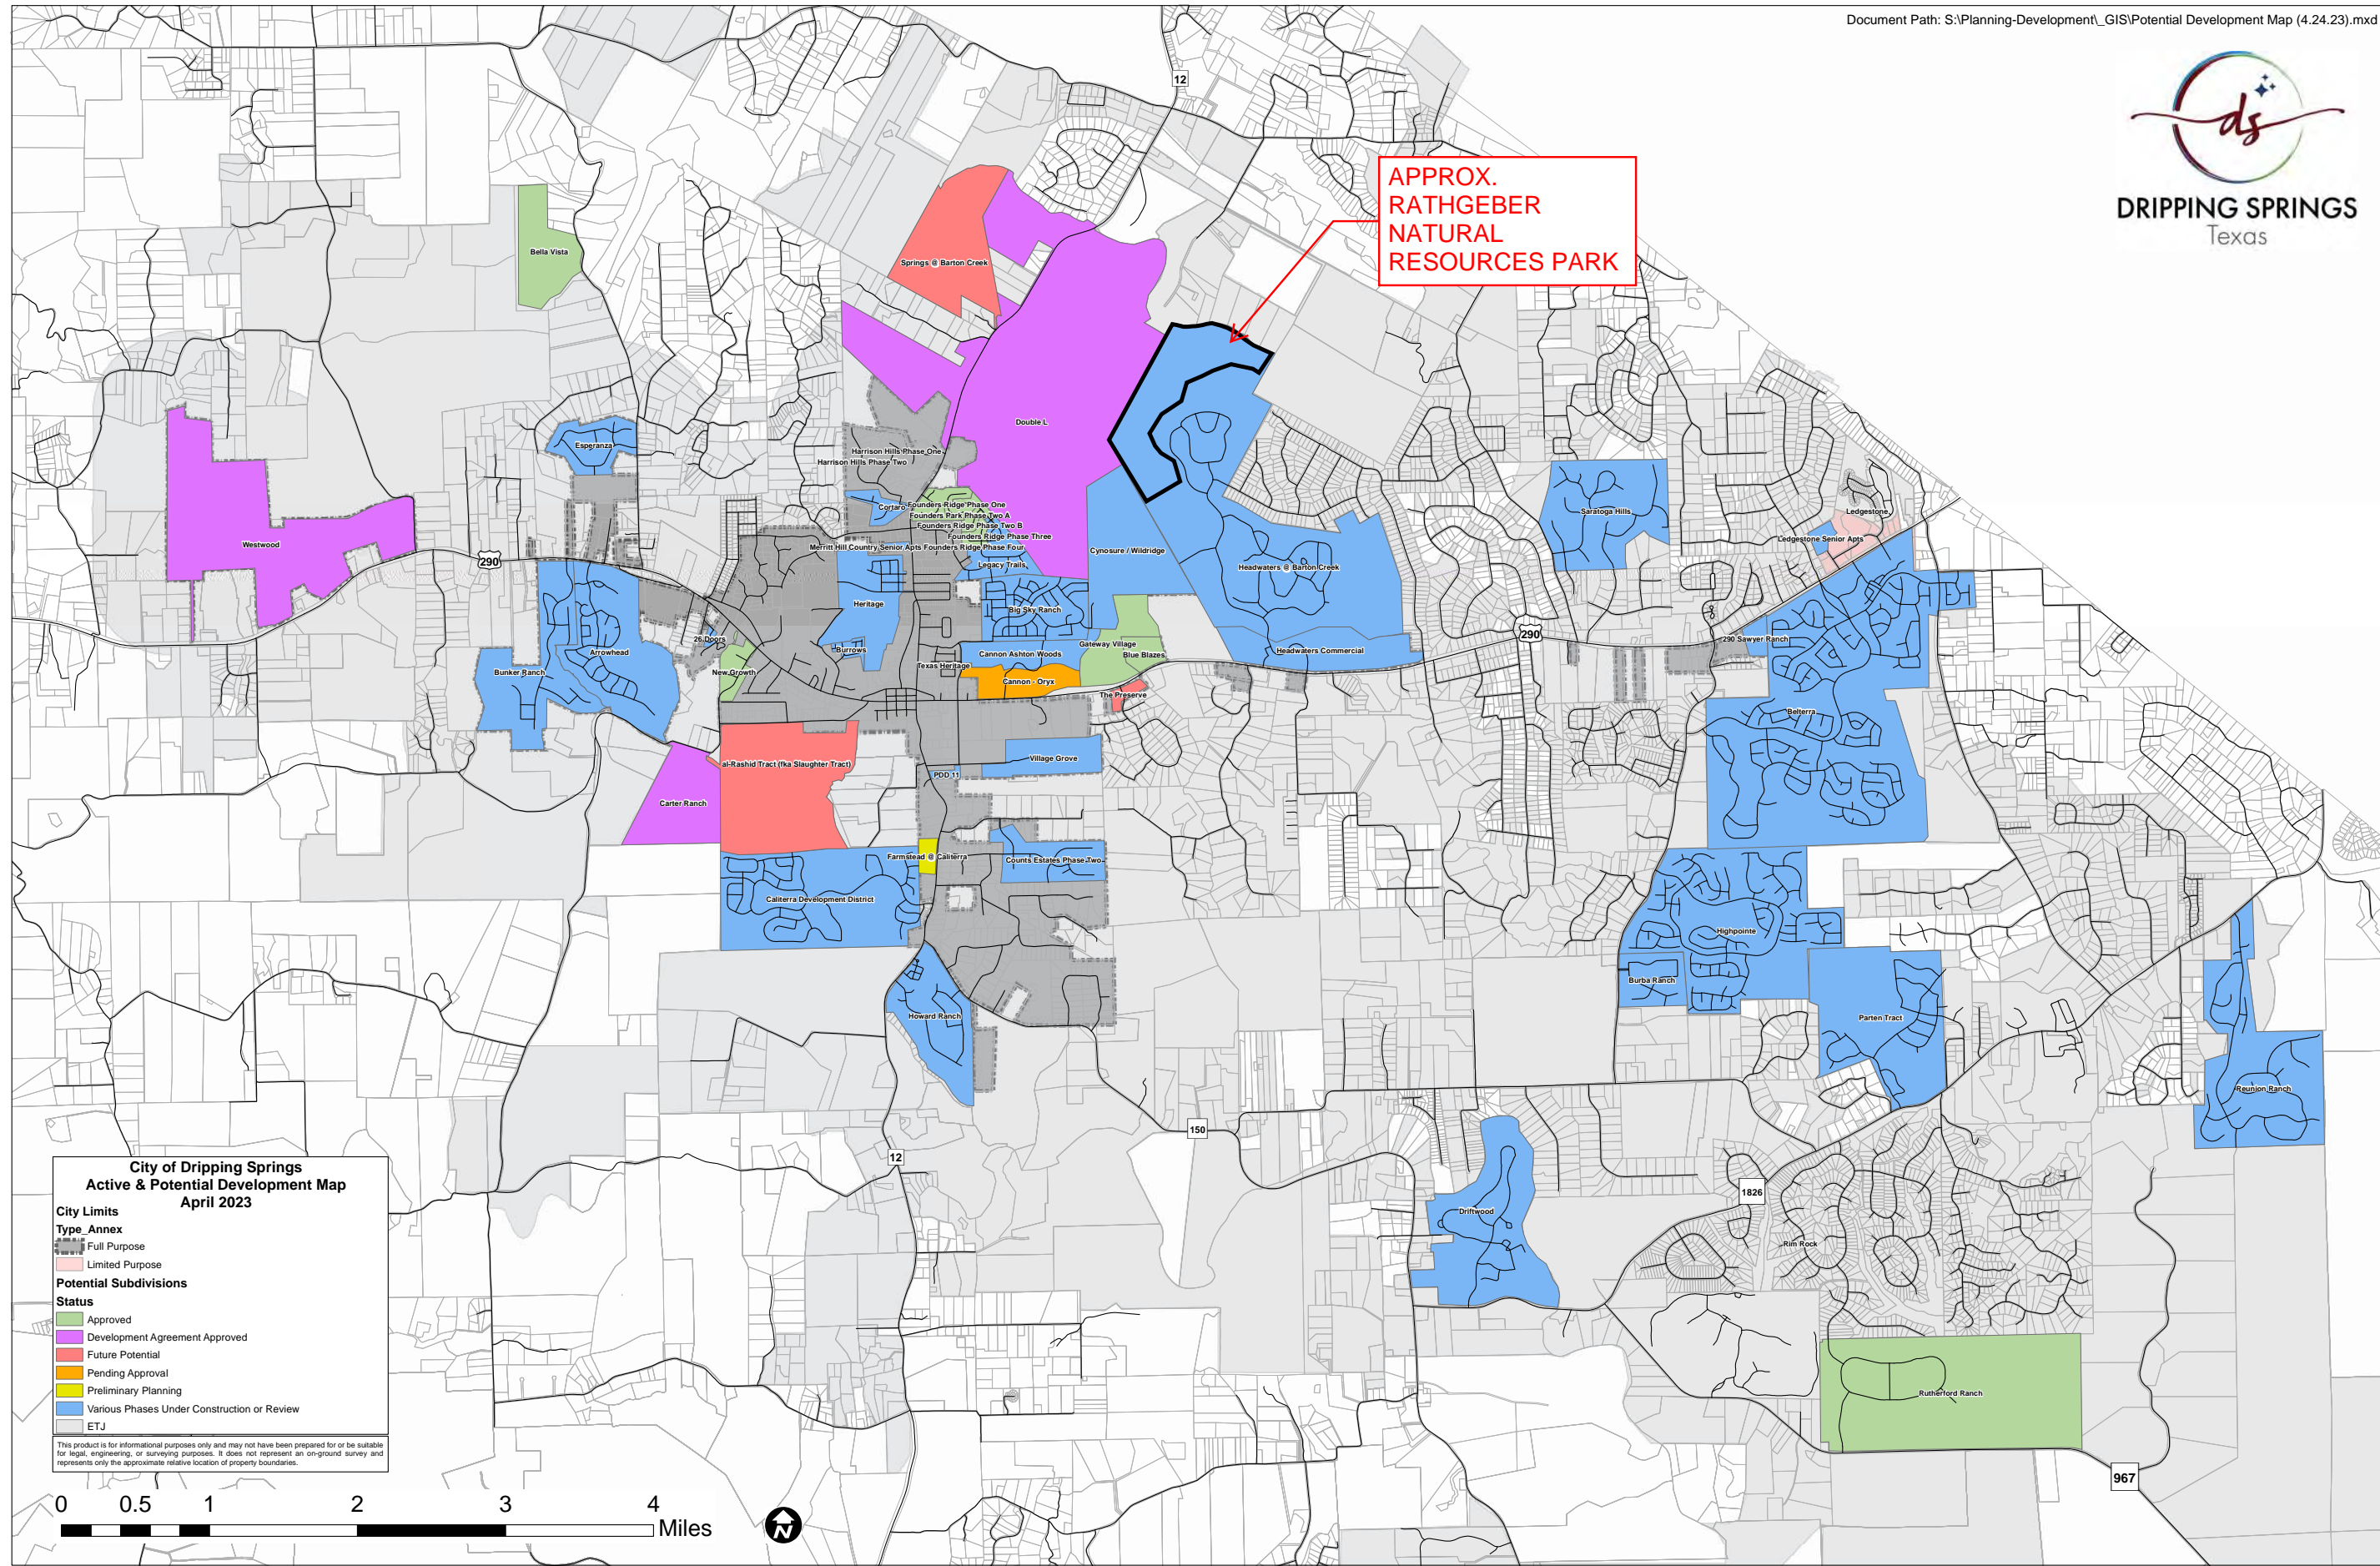 Document Path: S:\Planning-Development\_GIS\Potential Development Map (4.24.23).mxd
ds
DRIPPING SPRINGS
Texas
12
APPROX.
RATHGEBER
NATURAL
RESOURCES PARK
Bella Vista
Springs @ Barton Creek
Double L
Esperanza
Harrison Hills Phase One
Harrison Hills Phase Two
Cortaro
Founders Ridge Phase One
Founders Park Phase Two A
Founders Ridge Phase Two B
Founders Ridge Phase Three
Merritt Hill Country Senior Apts
Founders Ridge Phase Four
Legacy Trails
Cynosure / Wildridge
Headwaters @ Barton Creek
Saratoga Hills
Ledgestone
Ledgestone Senior Apts
Westwood
290
Heritage
Big Sky Ranch
26 Doors
Arrowhead
Burrows
Bunker Ranch
New Growth
Texas Heritage
Cannon Ashton Woods
Gateway Village
Blue Blazes
Cannon - Oryx
The Preserve
Headwaters Commercial
290
290 Sawyer Ranch
Belterra
al-Rashid Tract (fka Slaughter Tract)
PDD 11
Village Grove
Carter Ranch
Farmstead @ Caliterra
Counts Estates Phase Two
Caliterra Development District
Highpointe
Burba Ranch
Howard Ranch
Parten Tract
Reunion Ranch
150
12
1826
Driftwood
Rim Rock
Rutherford Ranch
967
City of Dripping Springs
Active & Potential Development Map
April 2023
City Limits
Type_Annex
Full Purpose
Limited Purpose
Potential Subdivisions
Status
Approved
Development Agreement Approved
Future Potential
Pending Approval
Preliminary Planning
Various Phases Under Construction or Review
ETJ
This product is for informational purposes only and may not have been prepared for or be suitable
for legal, engineering, or surveying purposes. It does not represent an on-ground survey and
represents only the approximate relative location of property boundaries.
0 0.5 1 2 3 4
Miles
N